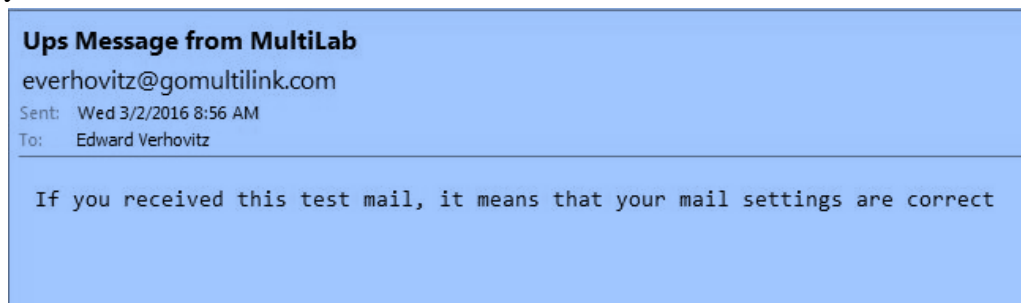 Ups Message from MultiLab
everhovitz@gomultilink.com
Sent: Wed 3/2/2016 8:56 AM
To: Edward Verhovitz
If you received this test mail, it means that your mail settings are correct